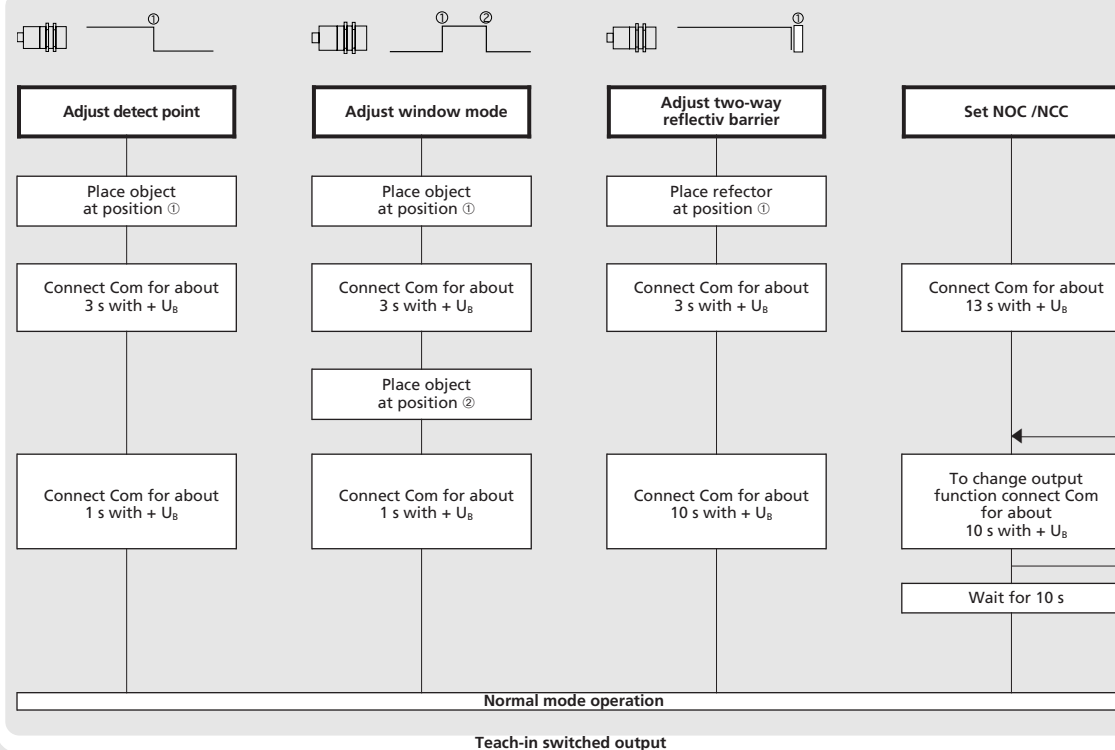 ①
① ②
①
Adjust detect point
Adjust window mode
Adjust two-way
reflectiv barrier
Set NOC /NCC
Place object
at position ①
Place object
at position ①
Place refector
at position ①
Connect Com for about
3 s with + UB
Connect Com for about
3 s with + UB
Connect Com for about
3 s with + UB
Connect Com for about
13 s with + UB
Place object
at position ②
Connect Com for about
1 s with + UB
Connect Com for about
1 s with + UB
Connect Com for about
10 s with + UB
To change output
function connect Com
for about
10 s with + UB
Wait for 10 s
Normal mode operation
Teach-in switched output